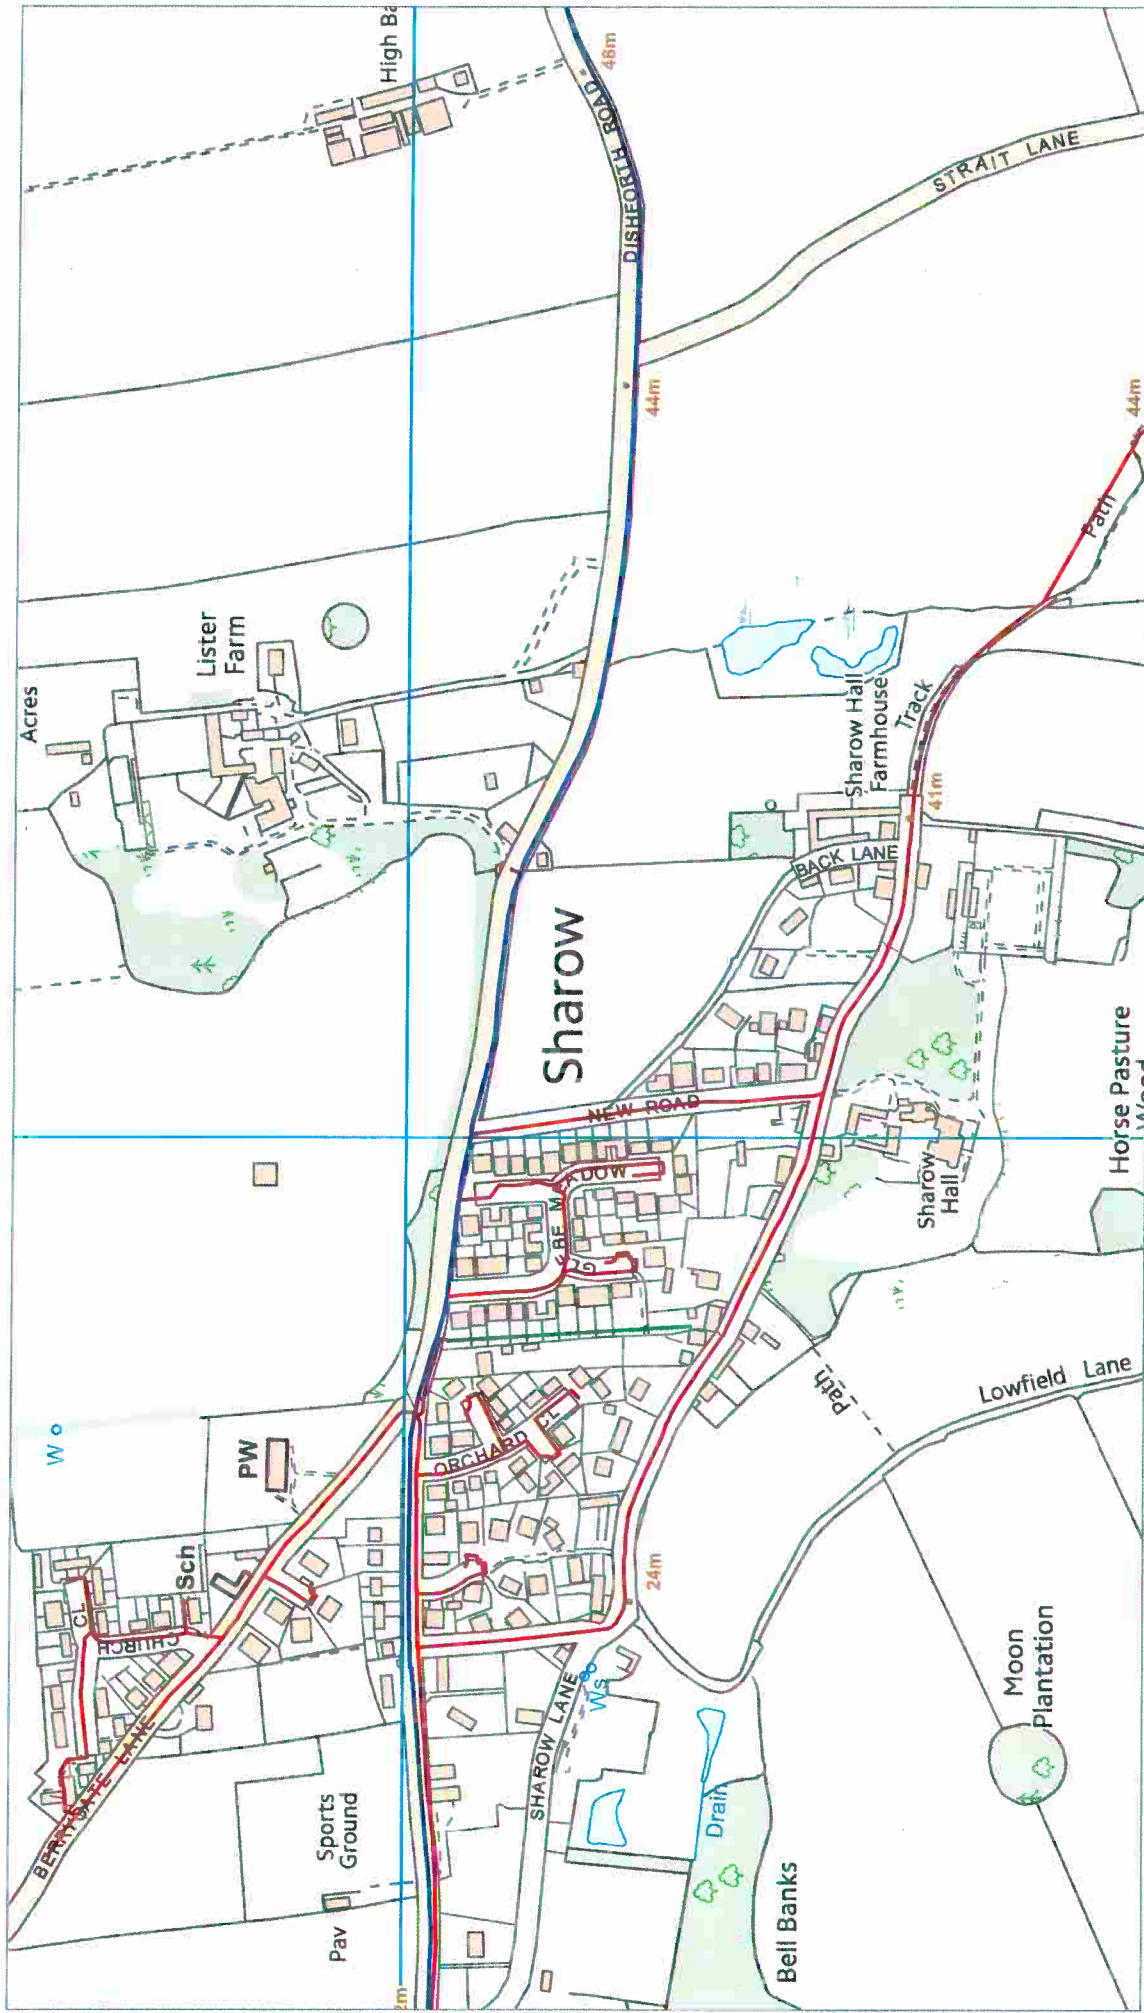 High Ba
48m
DISHFORTH ROAD
STRAIT LANE
44m
44m
Path
Acres
Lister
Farm
Sharow Hall
Farmhouse
Track
41m
BACK LANE
Sharow
NEW ROAD
Horse Pasture
Sharow
Hall
GLEBE MEADOW
Path
Lowfield Lane
W
PW
ORCHARD
CL
Sch
CL
CHURCH
24m
BERRYGATE LANE
SHAROW LANE
Ws
Moon
Plantation
Sports
Ground
Drain
Pav
Bell Banks
2m